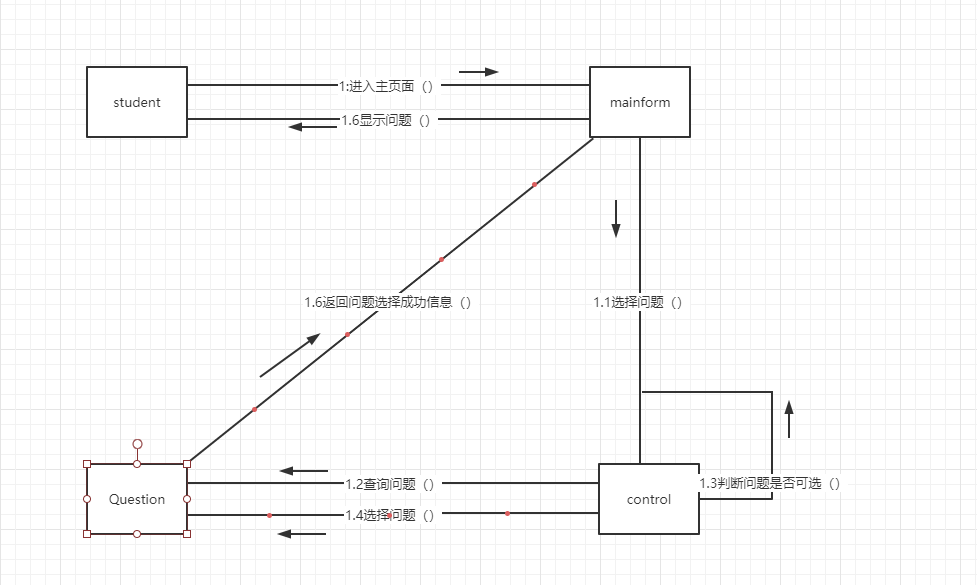 1:进入主页面（）
student
mainform
1.6显示问题（）
1.6返回问题选择成功信息（）
1.1选择问题（）
1.2查询问题（）
1.3判断问题是否可选（）
Question
control
1.4选择问题（）